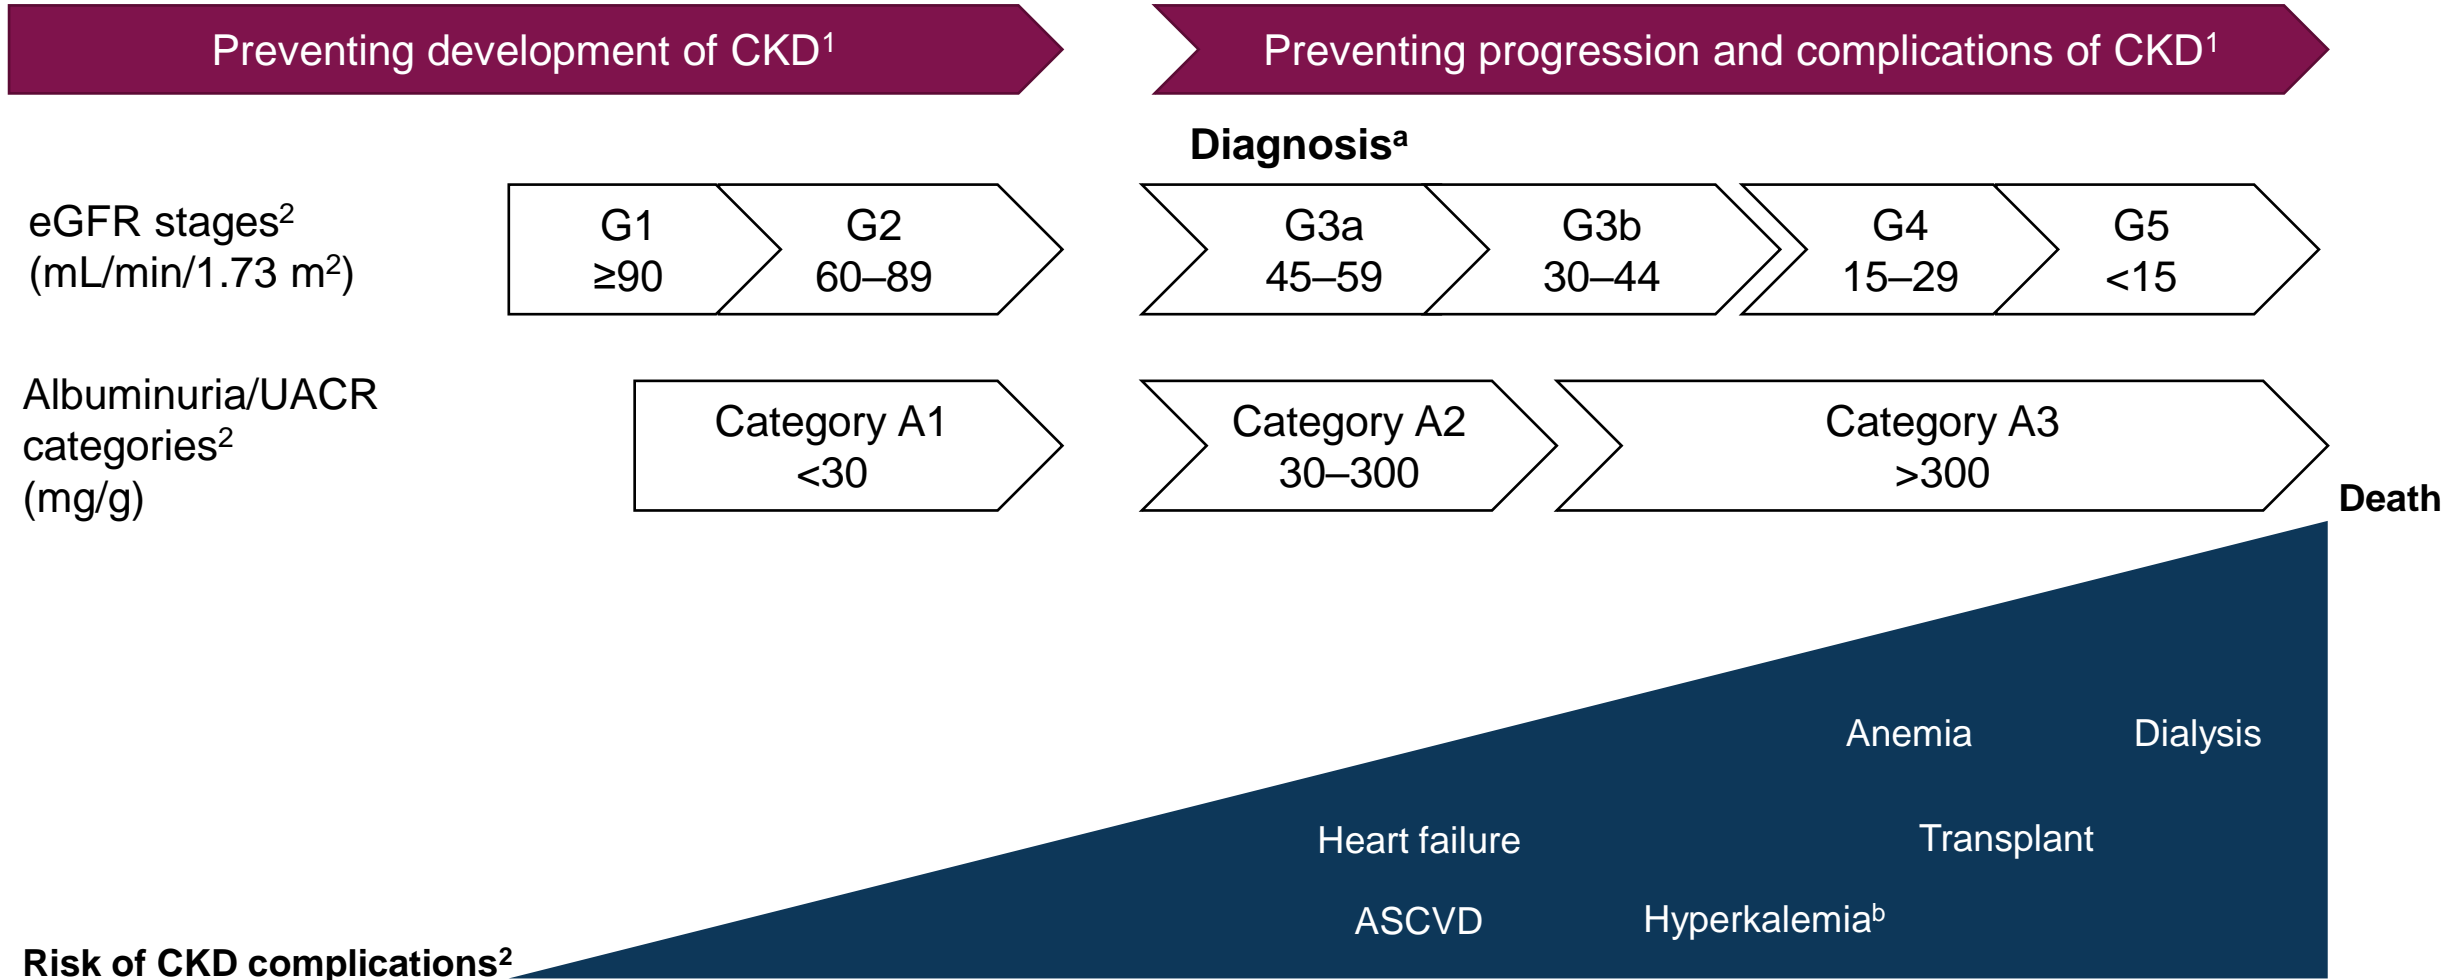 Preventing development of CKD¹
Preventing progression and complications of CKD¹
Diagnosisᵃ
eGFR stages²
(mL/min/1.73 m²)
G1
≥90
G2
60–89
G3a
45–59
G3b
30–44
G4
15–29
G5
<15
Albuminuria/UACR
categories²
(mg/g)
Category A1
<30
Category A2
30–300
Category A3
>300
Death
Anemia
Dialysis
Heart failure
Transplant
ASCVD
Hyperkalemiaᵇ
Risk of CKD complications²